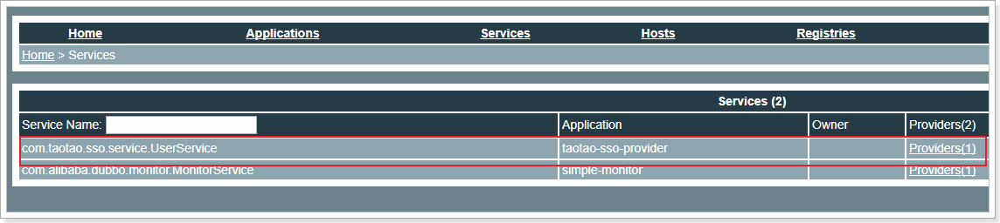 Home Applications Services Hosts Registries
Home > Services
Services (2)
Service Name: Application Owner Providers(2)
com.taotao.sso.service.UserService taotao-sso-provider Providers(1)
com.alibaba.dubbo.monitor.MonitorService simple-monitor Providers(1)